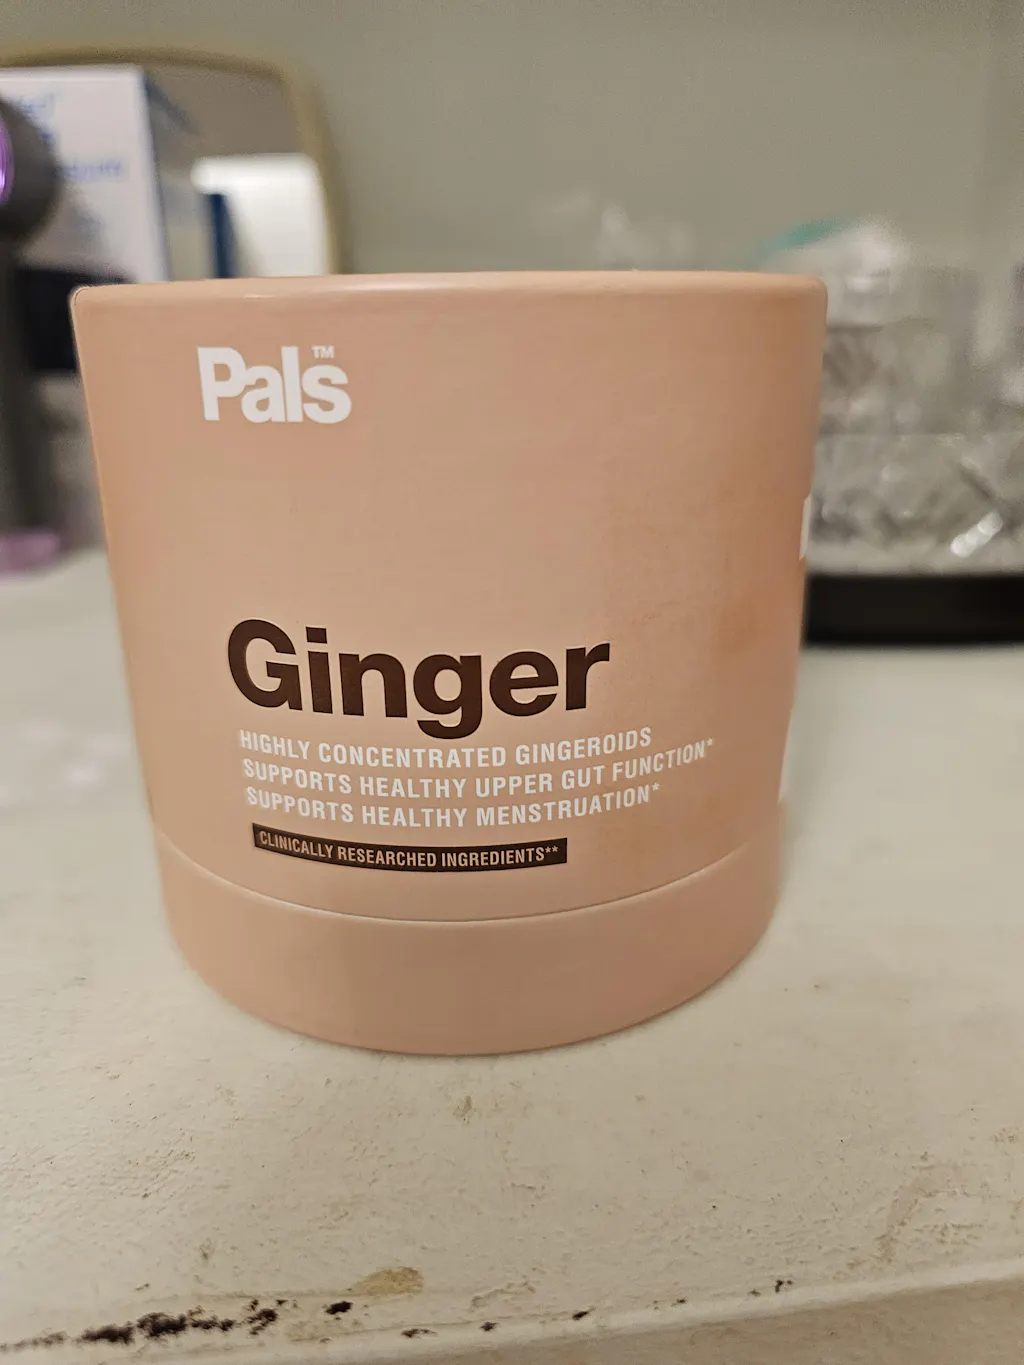 Pals™
Ginger
HIGHLY CONCENTRATED GINGEROIDS
SUPPORTS HEALTHY UPPER GUT FUNCTION*
SUPPORTS HEALTHY MENSTRUATION*
CLINICALLY RESEARCHED INGREDIENTS**